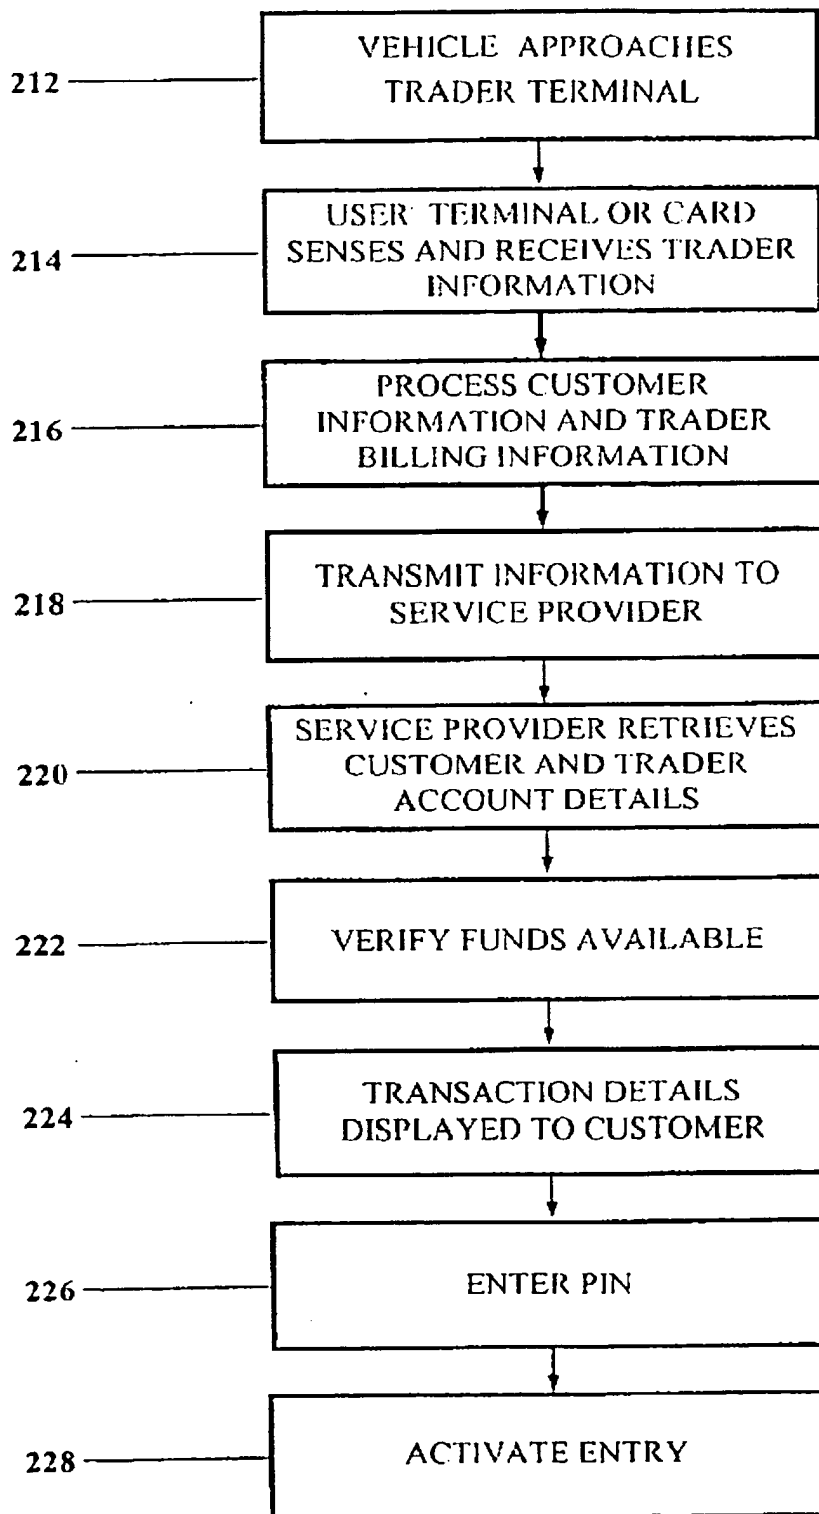 VEHICLE APPROACHES
212
TRADER TERMINAL
USER TERMINAL OR CARD
214
SENSES AND RECEIVES TRADER
INFORMATION
PROCESS CUSTOMER
216
INFORMATION AND TRADER
BILLING INFORMATION
218
TRANSMIT INFORMATION TO
SERVICE PROVIDER
220
SERVICE PROVIDER RETRIEVES
CUSTOMER AND TRADER
ACCOUNT DETAILS
222
VERIFY FUNDS AVAILABLE
224
TRANSACTION DETAILS
DISPLAYED TO CUSTOMER
226
ENTER PIN
228
ACTIVATE ENTRY